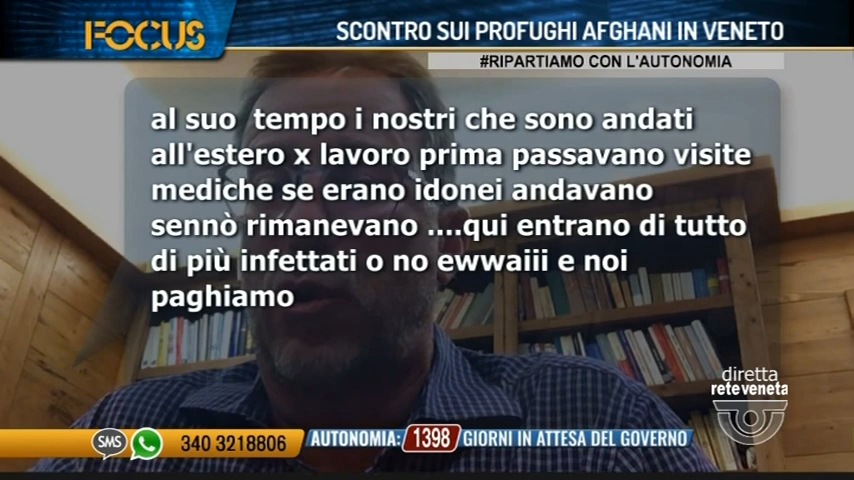 FOCUS
SCONTRO SUI PROFUGHI AFGHANI IN VENETO
#RIPARTIAMO CON L'AUTONOMIA
al suo  tempo i nostri che sono andati
all'estero x lavoro prima passavano visite
mediche se erano idonei andavano
sennò rimanevano ....qui entrano di tutto
di più infettati o no ewwaiii e noi
paghiamo
diretta
reteveneta
SMS 340 3218806 AUTONOMIA: 1398 GIORNI IN ATTESA DEL GOVERNO